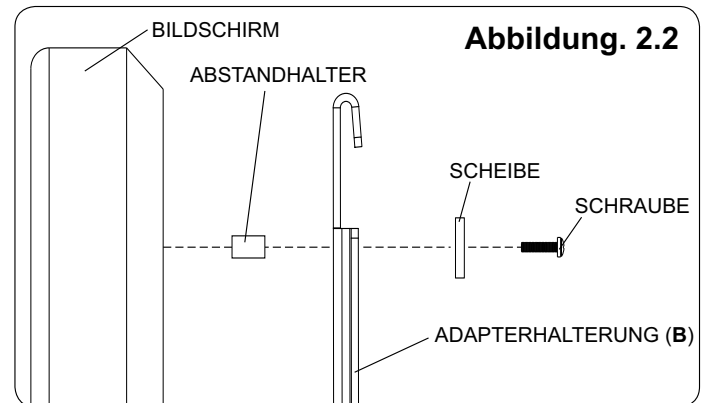 BILDSCHIRM
Abbildung. 2.2
ABSTANDHALTER
SCHEIBE
SCHRAUBE
ADAPTERHALTERUNG (B)